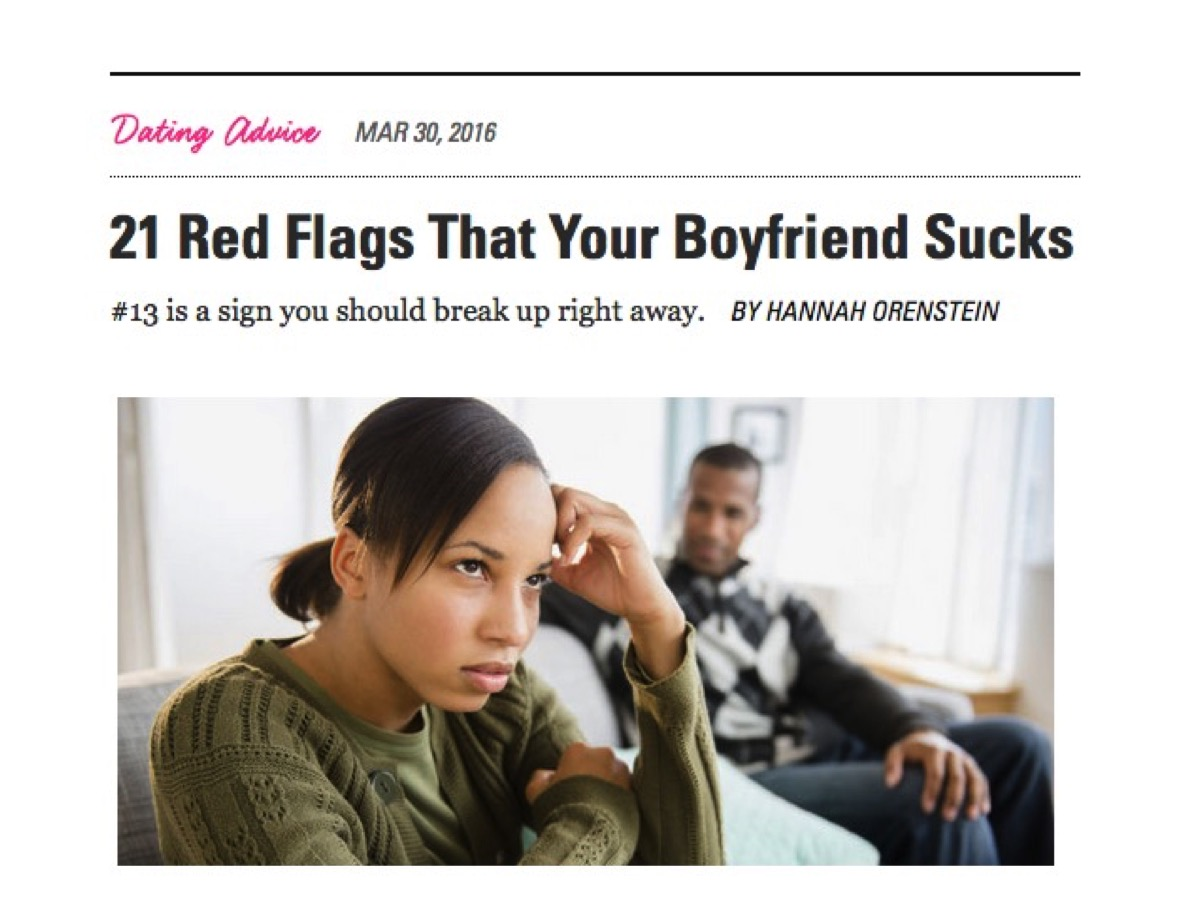 Dating Advice MAR 30, 2016
21 Red Flags That Your Boyfriend Sucks
#13 is a sign you should break up right away. BY HANNAH ORENSTEIN